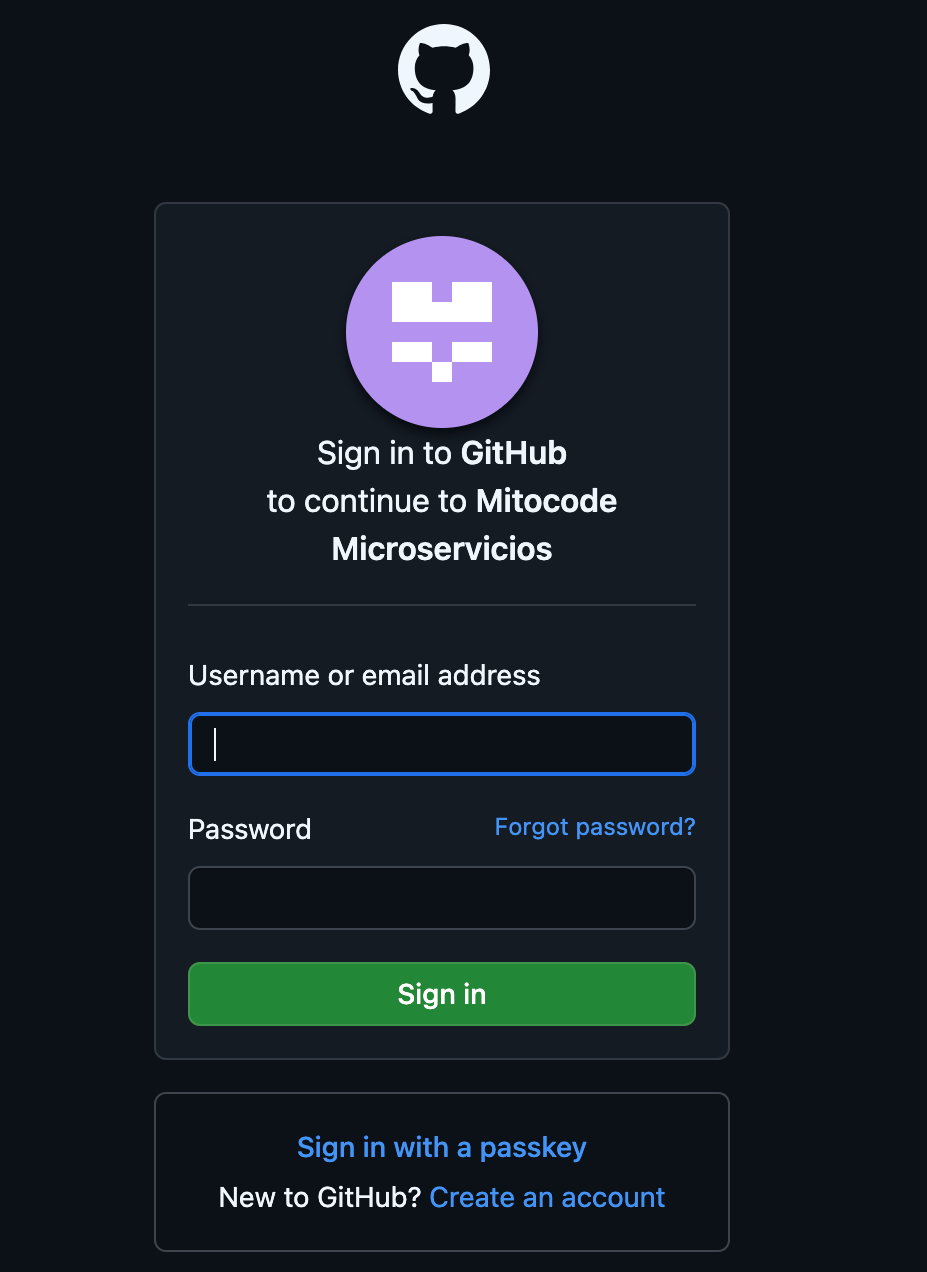 Sign in to GitHub
to continue to Mitocode
Microservicios
Username or email address
Password
Forgot password?
Sign in
Sign in with a passkey
New to GitHub? Create an account